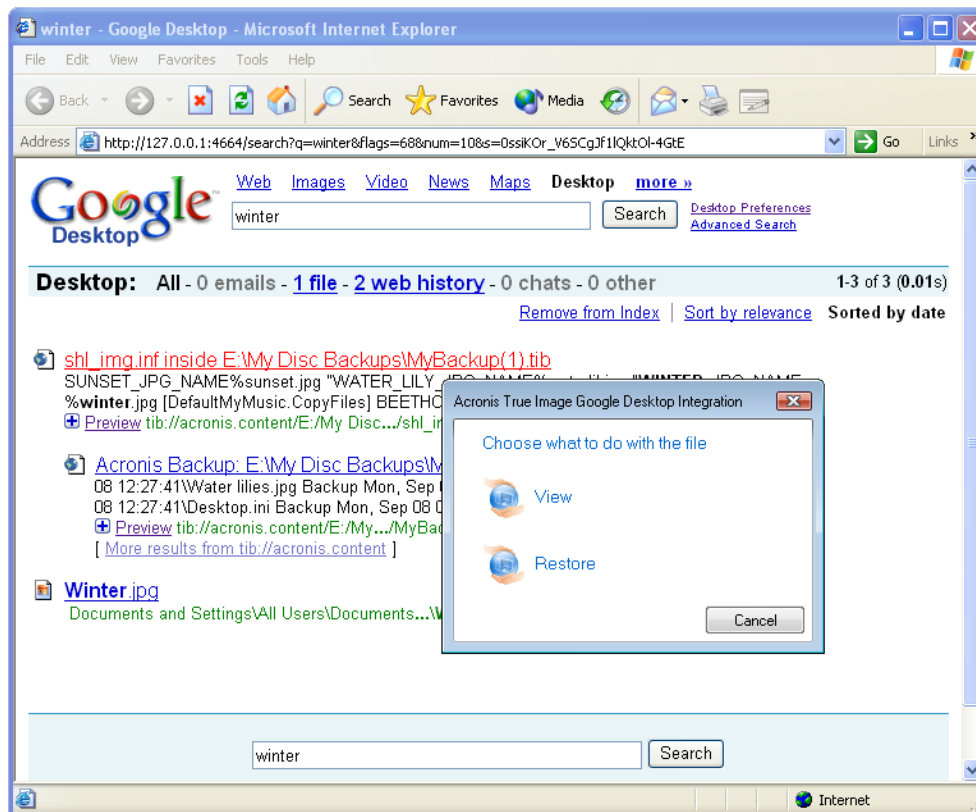 winter - Google Desktop - Microsoft Internet Explorer
File Edit View Favorites Tools Help
Back Search Favorites Media
Address http://127.0.0.1:4664/search?q=winter&flags=68&num=10&s=0ssiKOr_V65CgJf1lQktOl-4GtE Go Links »
Google™ Desktop
Web Images Video News Maps Desktop more »
winter Search Desktop Preferences
Advanced Search
Desktop: All - 0 emails - 1 file - 2 web history - 0 chats - 0 other 1-3 of 3 (0.01s)
Remove from Index | Sort by relevance Sorted by date
shl_img.inf inside E:\My Disc Backups\MyBackup(1).tib
SUNSET_JPG_NAME%sunset.jpg "WATER_LILY
%winter.jpg [DefaultMyMusic.CopyFiles] BEETHO
Preview tib://acronis.content/E:/My Disc.../shl_in
Acronis Backup: E:\My Disc Backups\M
08 12:27:41\Water lilies.jpg Backup Mon, Sep
08 12:27:41\Desktop.ini Backup Mon, Sep 08 0
Preview tib://acronis.content/E:/My.../MyBac
[ More results from tib://acronis.content ]
Winter.jpg
Documents and Settings\All Users\Documents...\W
Acronis True Image Google Desktop Integration
Choose what to do with the file
View
Restore
Cancel
winter Search
Internet